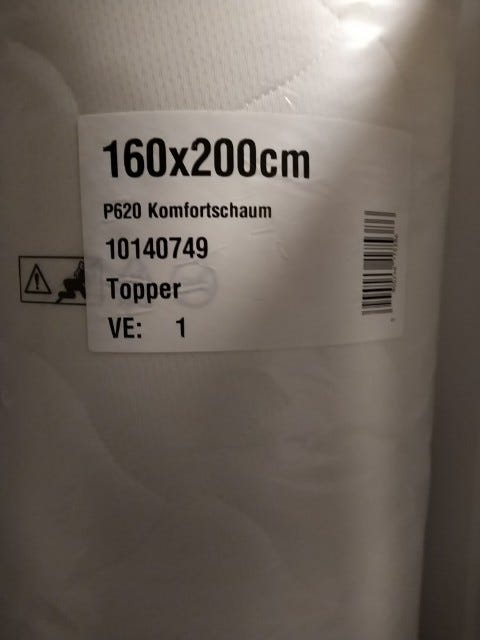 160x200cm
P620 Komfortschaum
10140749
Topper
VE: 1